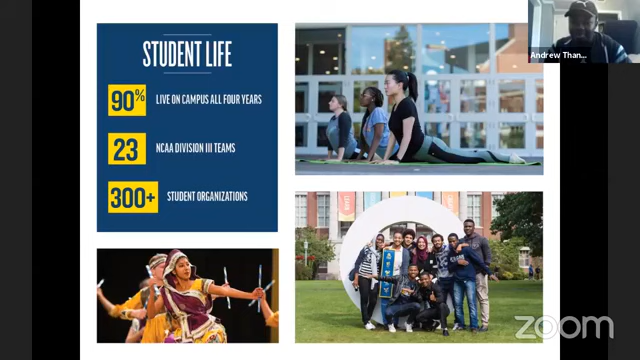 Andrew Than...
STUDENT LIFE
90% LIVE ON CAMPUS ALL FOUR YEARS
23 NCAA DIVISION III TEAMS
300+ STUDENT ORGANIZATIONS
zoom